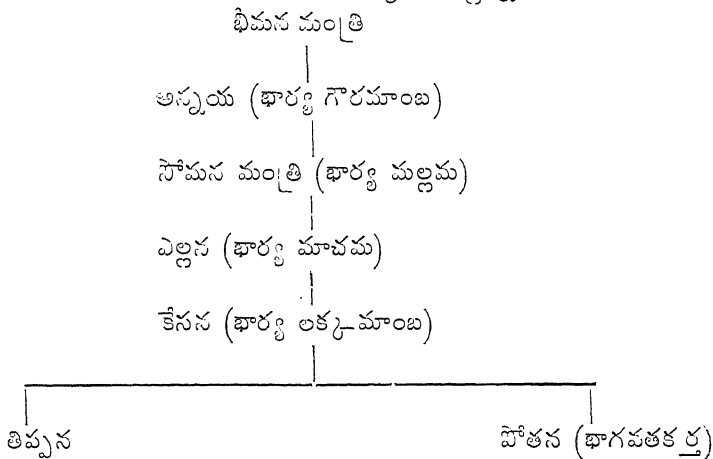 భీమన మంత్రి
అన్నయ (భార్య గౌరమాంబ)
సోమన మంత్రి (భార్య మల్లమ)
ఎల్లన (భార్య మాచమ)
కేసన (భార్య లక్కమాంబ)
తిప్పన పోతన (భాగవతకర్త)